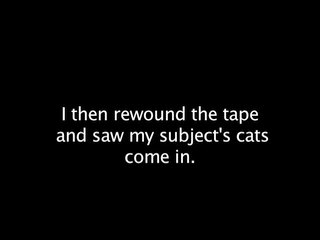 I then rewound the tape
and saw my subject's cats
come in.